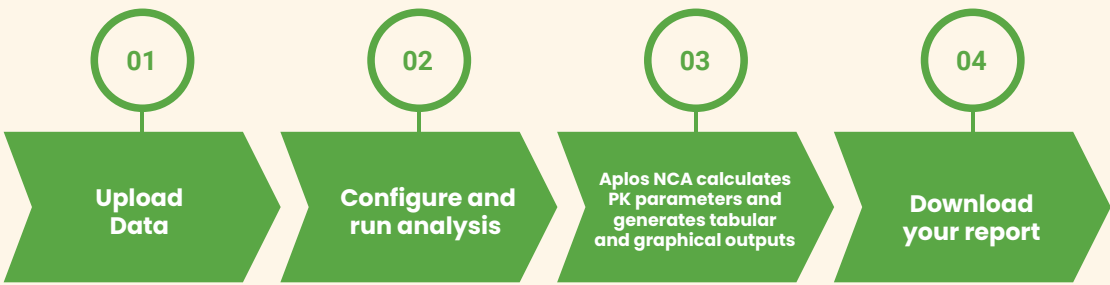 01
Upload
Data
02
Configure and
run analysis
03
Aplos NCA calculates
PK parameters and
generates tabular
and graphical outputs
04
Download
your report